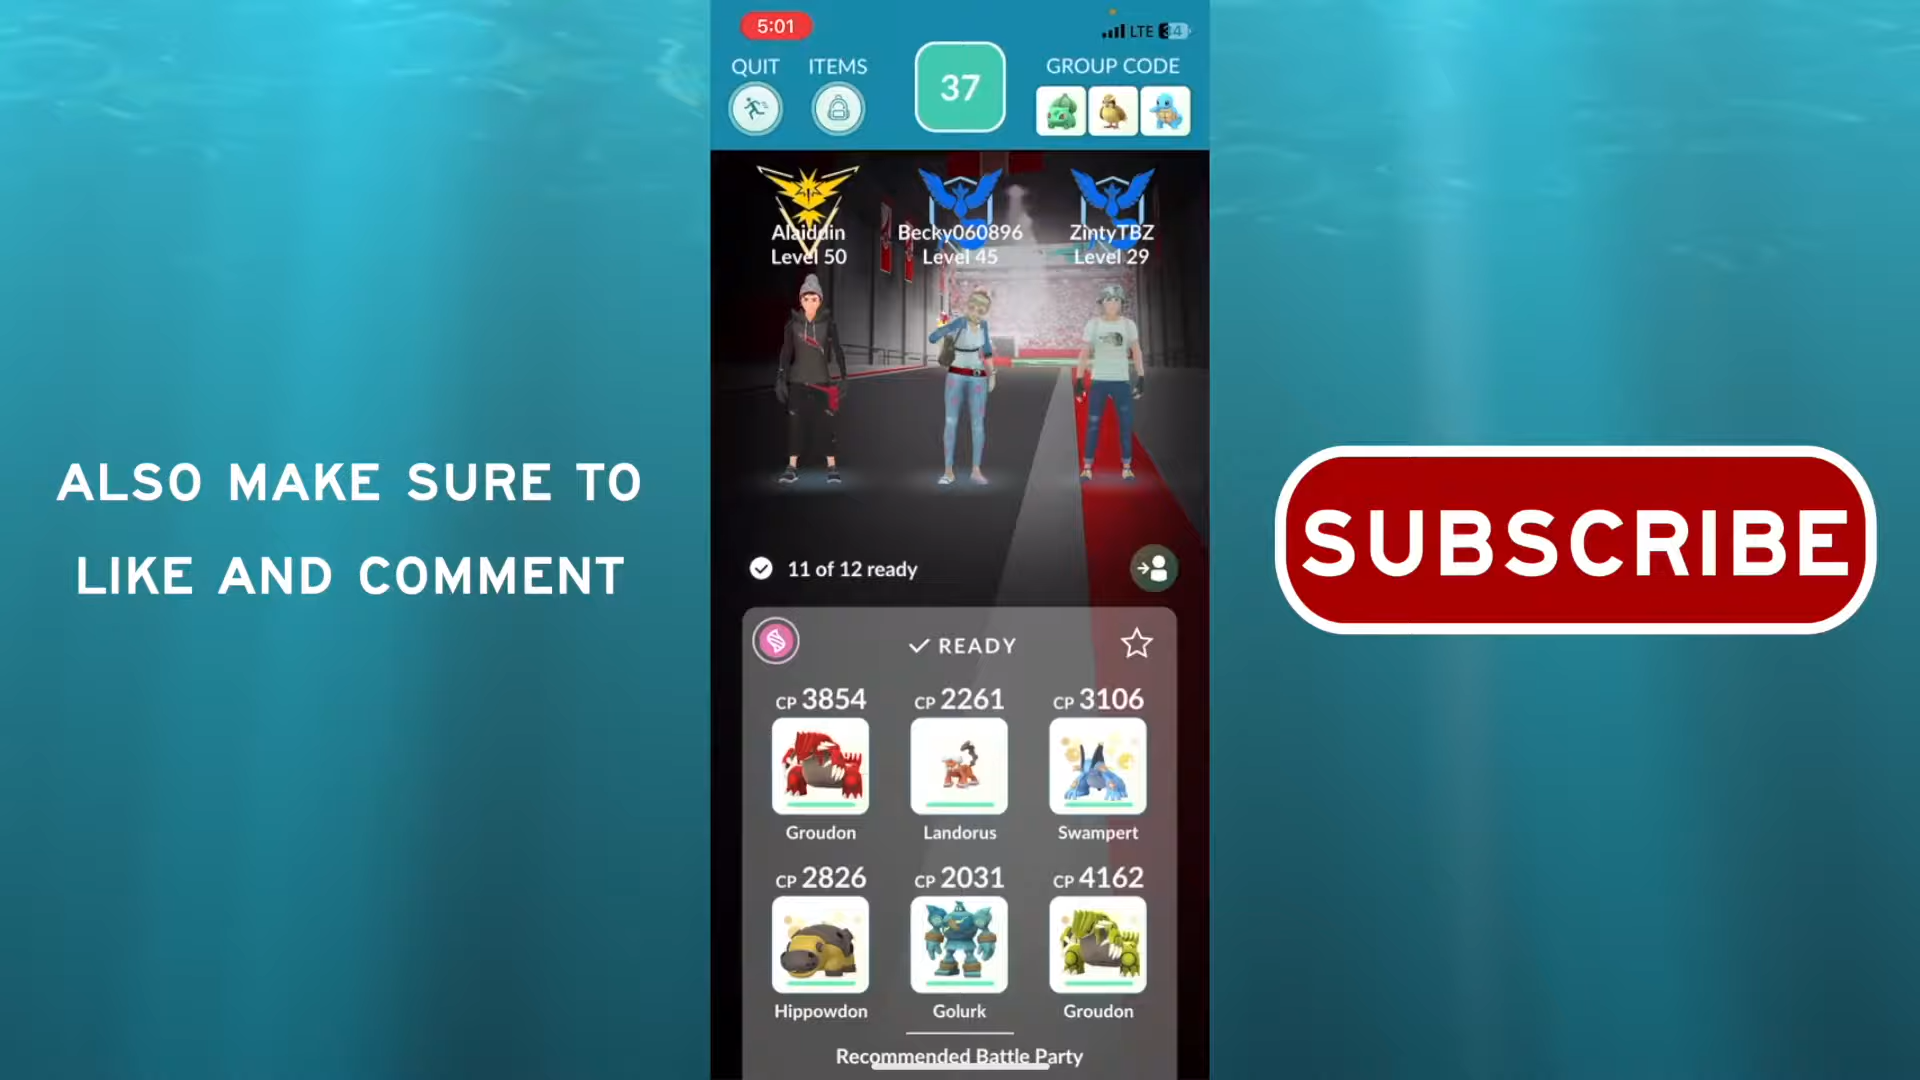 5:01
LTE 34
QUIT ITEMS
37
GROUP CODE
Alaiddin
Level 50
Becky060896
Level 45
ZintyTBZ
Level 29
ALSO MAKE SURE TO
LIKE AND COMMENT
SUBSCRIBE
11 of 12 ready
READY
CP 3854
CP 2261
CP 3106
Groudon
Landorus
Swampert
CP 2826
CP 2031
CP 4162
Hippowdon
Golurk
Groudon
Recommended Battle Party